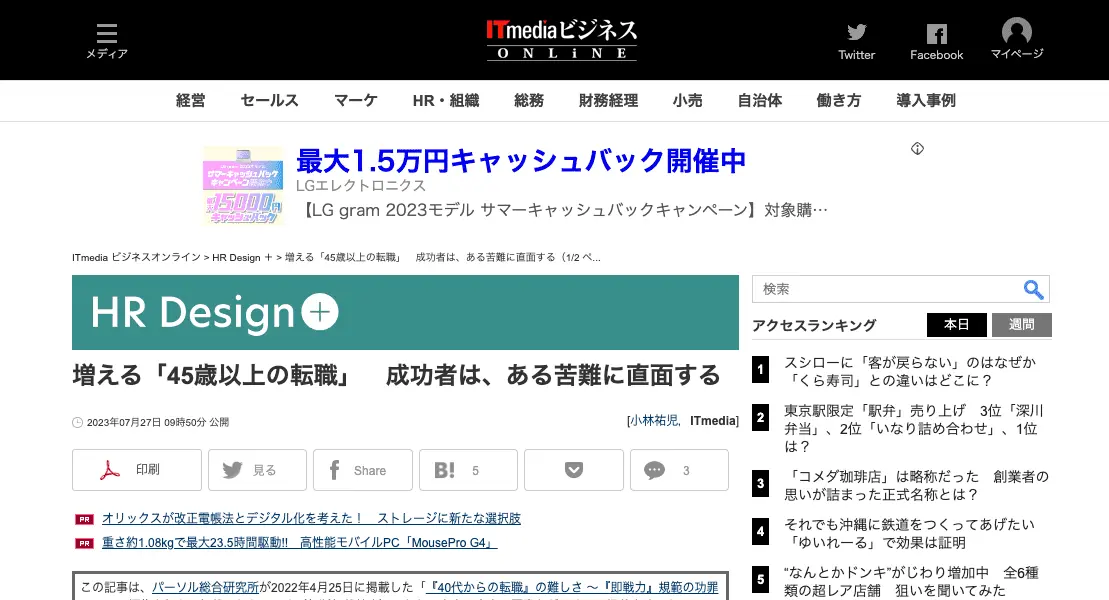 メディア
ITmedia ビジネス
ONLiNE
Twitter
Facebook
マイページ
経営 セールス マーケ HR・組織 総務 財務経理 小売 自治体 働き方 導入事例
サマーキャッシュバック
15000円
キャッシュバック
最大1.5万円キャッシュバック開催中
LGエレクトロニクス
【LG gram 2023モデル サマーキャッシュバックキャンペーン】対象購…
ITmedia ビジネスオンライン > HR Design ＋ > 増える「45歳以上の転職」　成功者は、ある苦難に直面する（1/2 ペ...
HR Design＋
増える「45歳以上の転職」　成功者は、ある苦難に直面する
2023年07月27日 09時50分 公開
[小林祐児, ITmedia]
印刷
見る
Share
B! 5
3
PR オリックスが改正電帳法とデジタル化を考えた！　ストレージに新たな選択肢
PR 重さ約1.08kgで最大23.5時間駆動!!　高性能モバイルPC「MousePro G4」
この記事は、パーソル総合研究所が2022年4月25日に掲載した「『40代からの転職』の難しさ ～『即戦力』規範の功罪
検索
アクセスランキング
本日
週間
1 スシローに「客が戻らない」のはなぜか
「くら寿司」との違いはどこに？
2 東京駅限定「駅弁」売り上げ　3位「深川
弁当」、2位「いなり詰め合わせ」、1位
は？
3 「コメダ珈琲店」は略称だった　創業者の
思いが詰まった正式名称とは？
4 それでも沖縄に鉄道をつくってあげたい
「ゆいれーる」で効果は証明
5 “なんとかドンキ”がじわり増加中　全6種
類の超レア店舗　狙いを聞いてみた